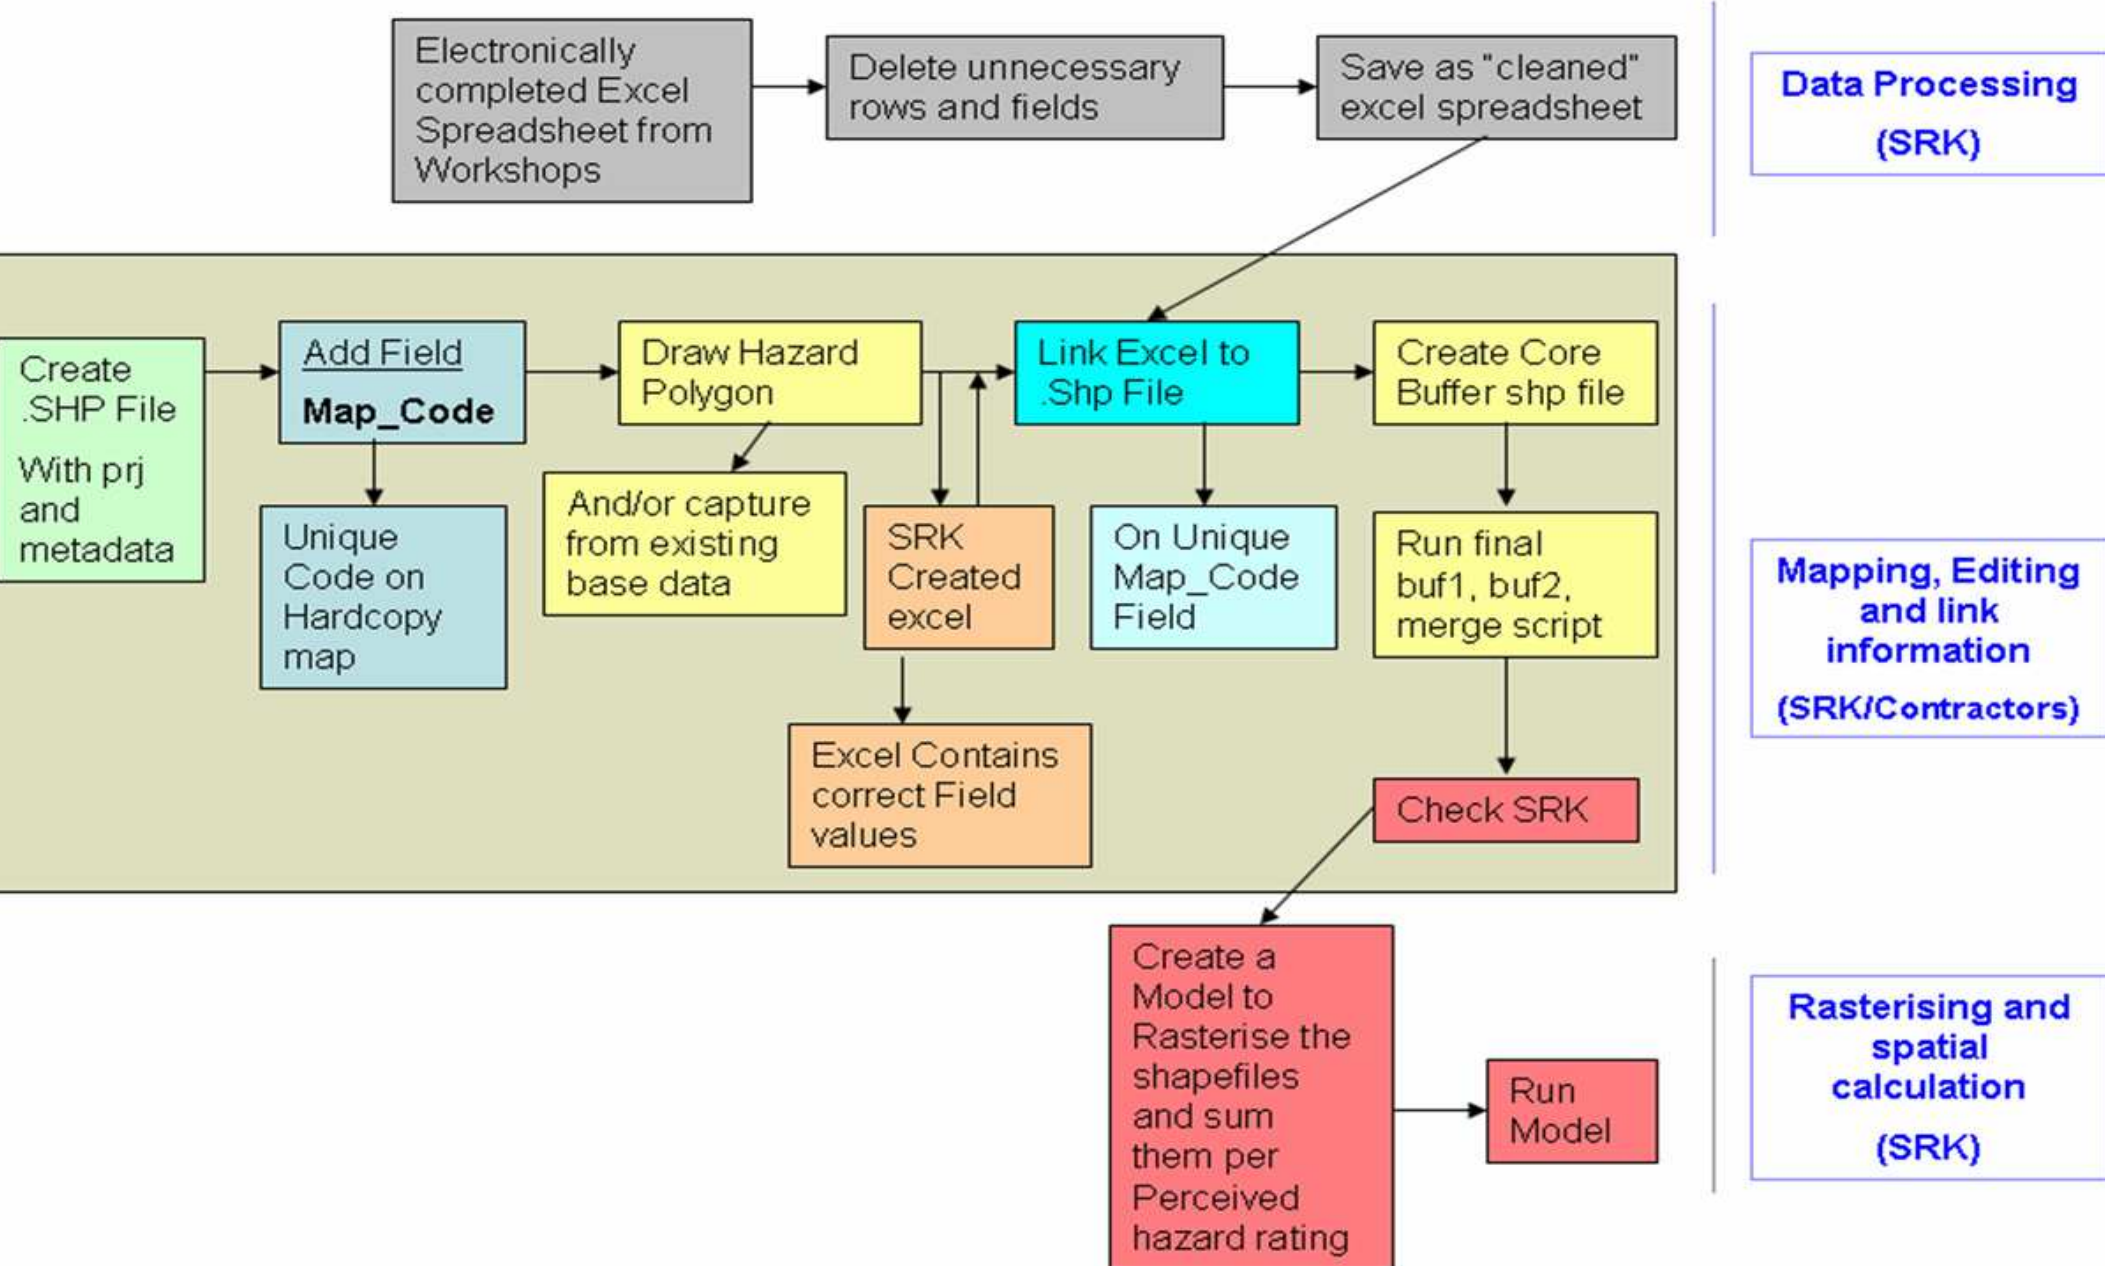 Electronically
completed Excel
Spreadsheet from
Workshops
Delete unnecessary
rows and fields
Save as "cleaned"
excel spreadsheet
Data Processing
(SRK)
Create
.SHP File
With prj
and
metadata
Add Field
Map_Code
Unique
Code on
Hardcopy
map
Draw Hazard
Polygon
And/or capture
from existing
base data
SRK
Created
excel
Excel Contains
correct Field
values
Link Excel to
.Shp File
On Unique
Map_Code
Field
Create Core
Buffer shp file
Run final
buf1, buf2,
merge script
Check SRK
Mapping, Editing
and link
information
(SRK/Contractors)
Create a
Model to
Rasterise the
shapefiles
and sum
them per
Perceived
hazard rating
Run
Model
Rasterising and
spatial
calculation
(SRK)